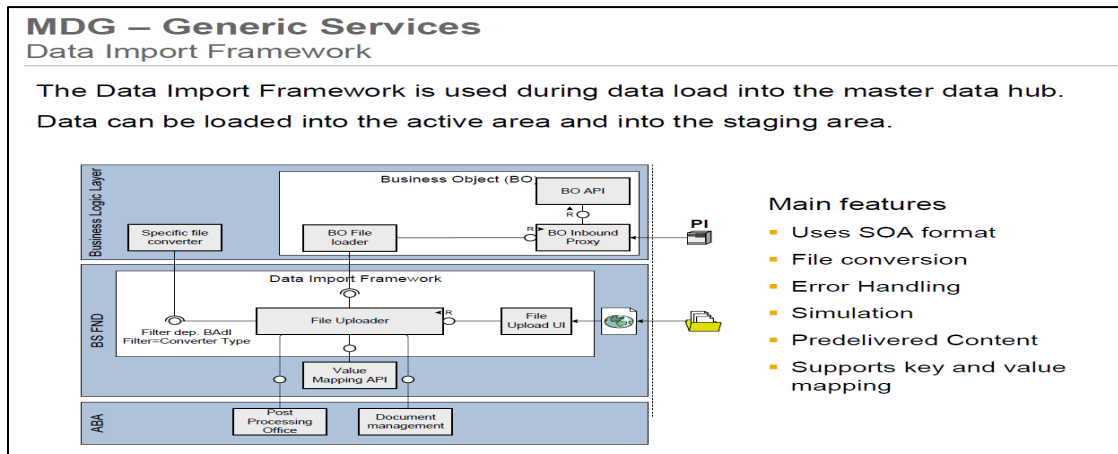 MDG – Generic Services
Data Import Framework
The Data Import Framework is used during data load into the master data hub.
Data can be loaded into the active area and into the staging area.
Business Logic Layer
Business Object (BO)
BO API
R
Specific file
converter
BO File
loader
R
BO Inbound
Proxy
PI
BS FND
Data Import Framework
Filter dep. BAdI
Filter=Converter Type
File Uploader
R
File
Upload UI
Value
Mapping API
ABA
Post
Processing
Office
Document
management
Main features
Uses SOA format
File conversion
Error Handling
Simulation
Predelivered Content
Supports key and value
mapping